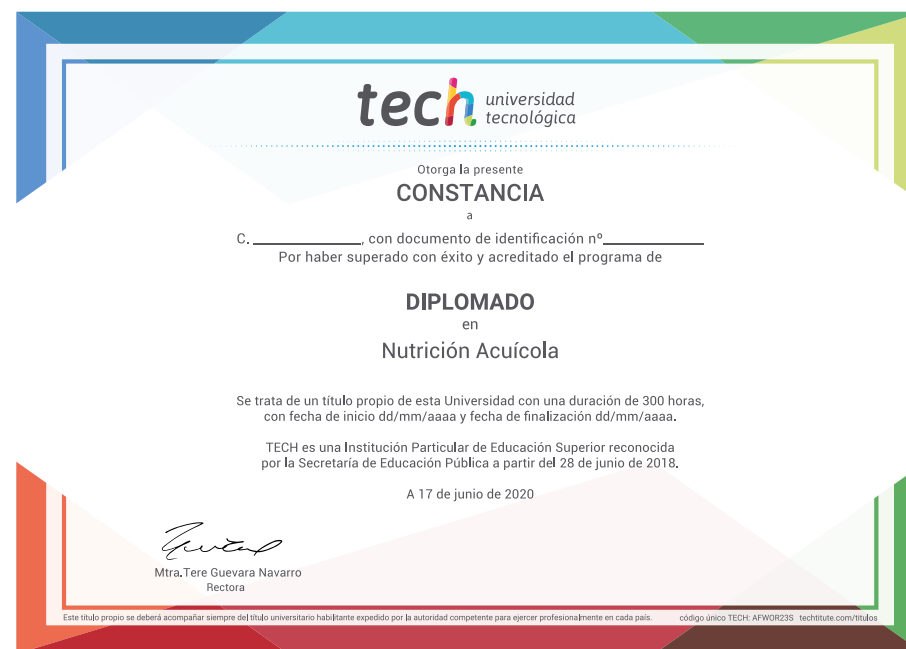 tech universidad
tecnológica
Otorga la presente
CONSTANCIA
a
C. ____________, con documento de identificación nº____________
Por haber superado con éxito y acreditado el programa de
DIPLOMADO
en
Nutrición Acuícola
Se trata de un título propio de esta Universidad con una duración de 300 horas,
con fecha de inicio dd/mm/aaaa y fecha de finalización dd/mm/aaaa.
TECH es una Institución Particular de Educación Superior reconocida
por la Secretaría de Educación Pública a partir del 28 de junio de 2018.
A 17 de junio de 2020
Mtra.Tere Guevara Navarro
Rectora
Este título propio se deberá acompañar siempre del título universitario habilitante expedido por la autoridad competente para ejercer profesionalmente en cada país. código único TECH: AFWOR23S techtitute.com/titulos